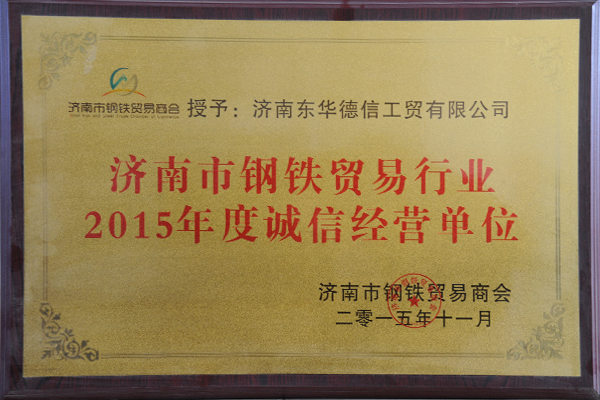 济南市钢铁贸易商会
授予：济南东华德信工贸有限公司
济南市钢铁贸易行业
2015年度诚信经营单位
济南市钢铁贸易商会
二零一五年十一月